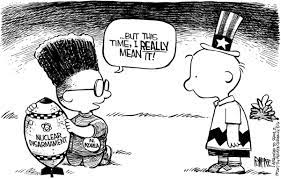 ...BUT THIS
TIME, I REALLY
MEAN IT!
NUCLEAR
DISARMAMENT
N.
KOREA